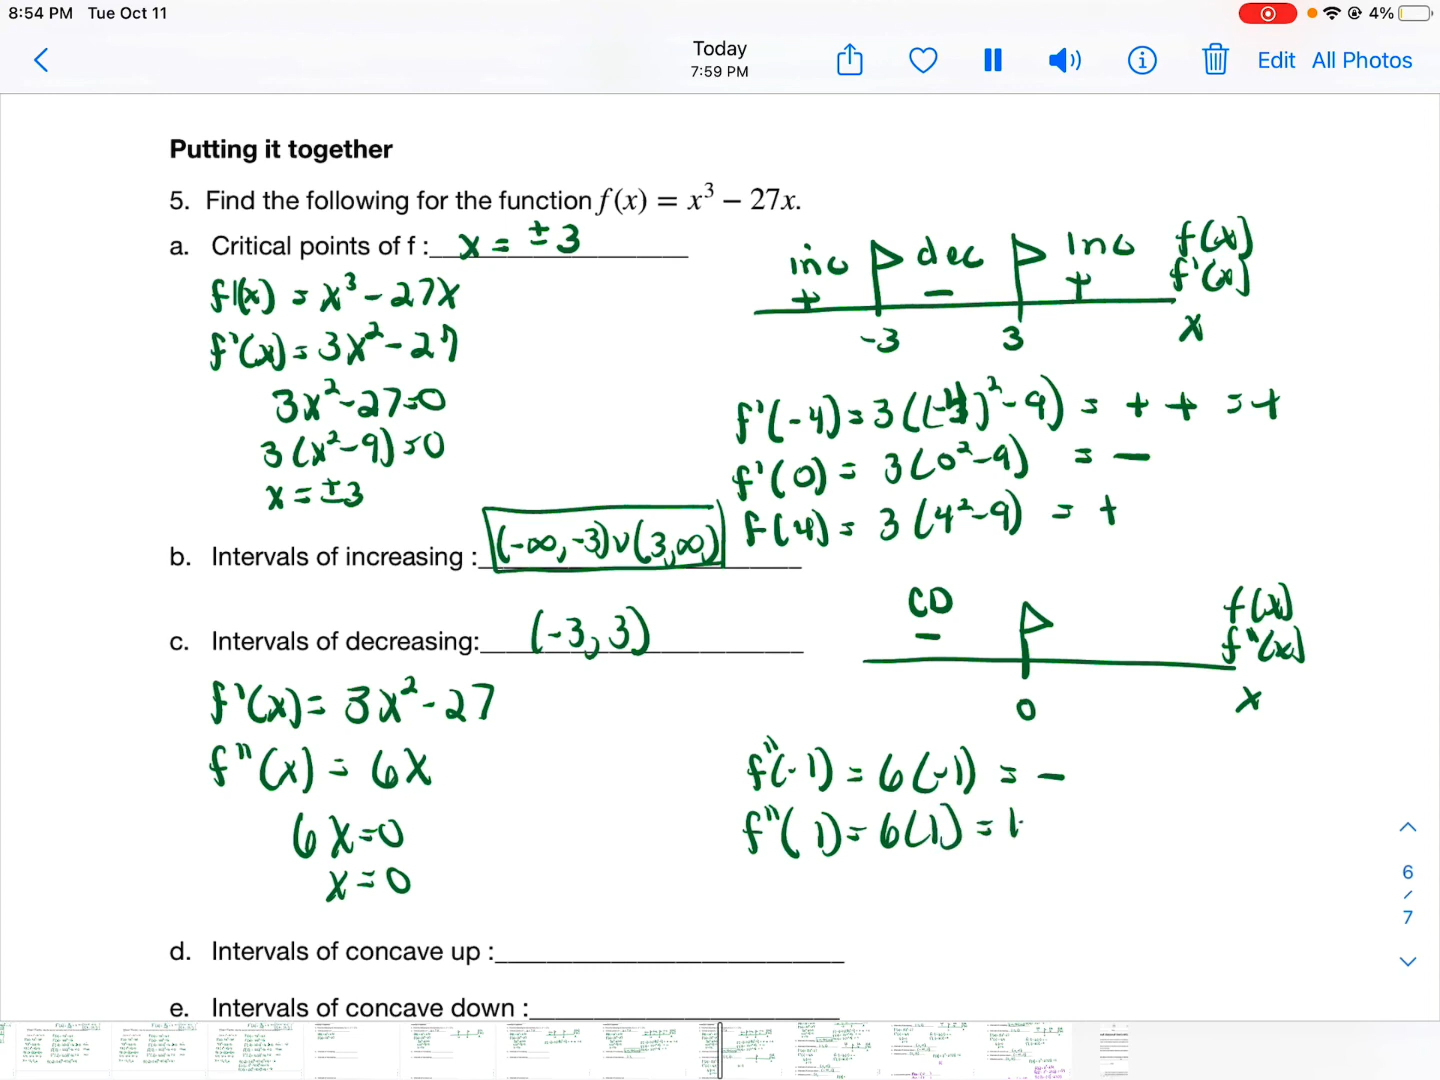 8:54 PM Tue Oct 11
4%
Today
7:59 PM
Edit All Photos
Putting it together
5. Find the following for the function f(x) = x³ − 27x.
a. Critical points of f : x = ±3
f(x) = x³ - 27x
f'(x) = 3x² - 27
3x² - 27 = 0
3(x² - 9) = 0
x = ±3
inc dec inc f(x)
+ - + f'(x)
-3 3 x
f'(-4) = 3((-4)² - 9) = + + = +
f'(0) = 3(0² - 9) = -
f(4) = 3(4² - 9) = +
b. Intervals of increasing : (-∞, -3) ∪ (3, ∞)
c. Intervals of decreasing: (-3, 3)
CD f(x)
- f''(x)
0 x
f'(x) = 3x² - 27
f''(x) = 6x
6x = 0
x = 0
f''(-1) = 6(-1) = -
f''(1) = 6(1) =
d. Intervals of concave up :
e. Intervals of concave down :
6
/
7